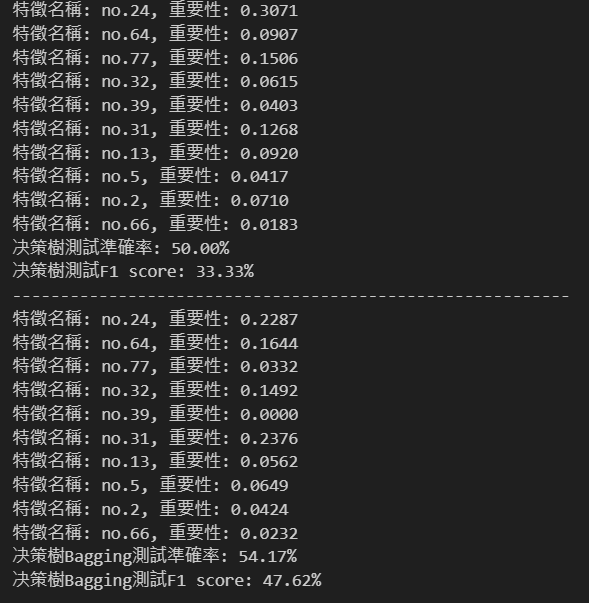 特徵名稱: no.24, 重要性: 0.3071
特徵名稱: no.64, 重要性: 0.0907
特徵名稱: no.77, 重要性: 0.1506
特徵名稱: no.32, 重要性: 0.0615
特徵名稱: no.39, 重要性: 0.0403
特徵名稱: no.31, 重要性: 0.1268
特徵名稱: no.13, 重要性: 0.0920
特徵名稱: no.5, 重要性: 0.0417
特徵名稱: no.2, 重要性: 0.0710
特徵名稱: no.66, 重要性: 0.0183
决策樹測試準確率: 50.00%
决策樹測試F1 score: 33.33%
----------------------------------------------------------
特徵名稱: no.24, 重要性: 0.2287
特徵名稱: no.64, 重要性: 0.1644
特徵名稱: no.77, 重要性: 0.0332
特徵名稱: no.32, 重要性: 0.1492
特徵名稱: no.39, 重要性: 0.0000
特徵名稱: no.31, 重要性: 0.2376
特徵名稱: no.13, 重要性: 0.0562
特徵名稱: no.5, 重要性: 0.0649
特徵名稱: no.2, 重要性: 0.0424
特徵名稱: no.66, 重要性: 0.0232
决策樹Bagging測試準確率: 54.17%
决策樹Bagging測試F1 score: 47.62%